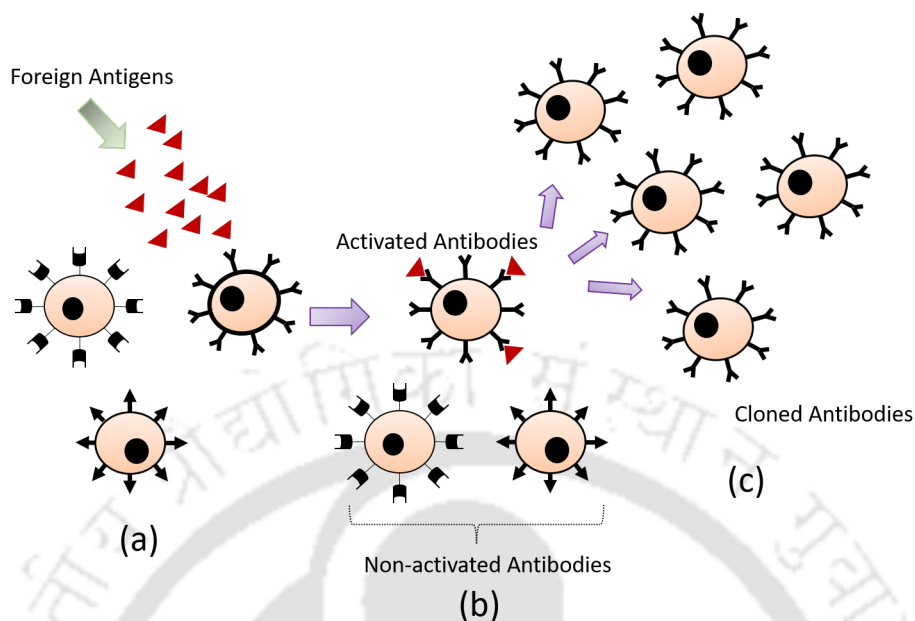 Foreign Antigens
Activated Antibodies
Cloned Antibodies
(a)
(c)
Non-activated Antibodies
(b)